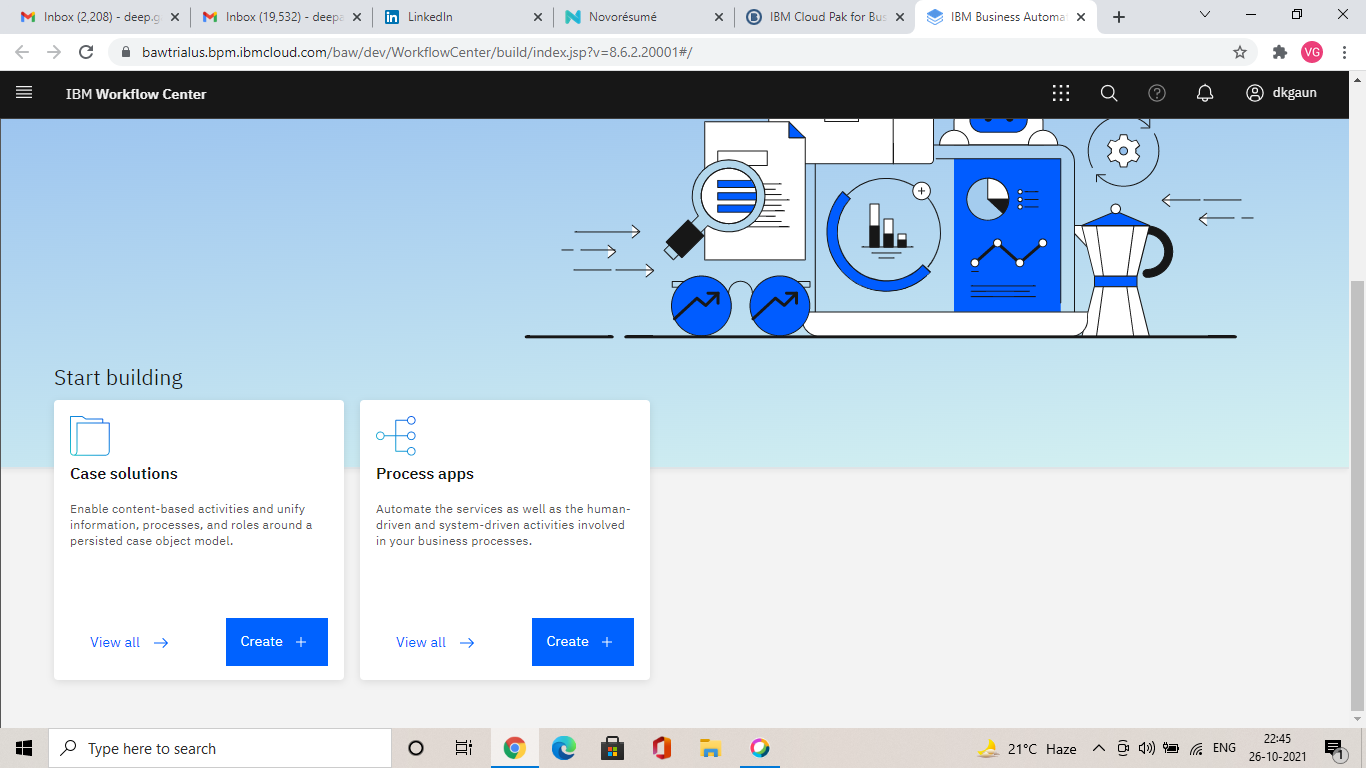 Inbox (2,208) - deep.g
Inbox (19,532) - deepa
LinkedIn
Novorésumé
IBM Cloud Pak for Bus
IBM Business Automat
bawtrialus.bpm.ibmcloud.com/baw/dev/WorkflowCenter/build/index.jsp?v=8.6.2.20001#/
VG
IBM Workflow Center
dkgaun
Start building
Case solutions
Enable content-based activities and unify
information, processes, and roles around a
persisted case object model.
View all
Create
Process apps
Automate the services as well as the human-
driven and system-driven activities involved
in your business processes.
View all
Create
Type here to search
21°C Haze
ENG
22:45
26-10-2021
1